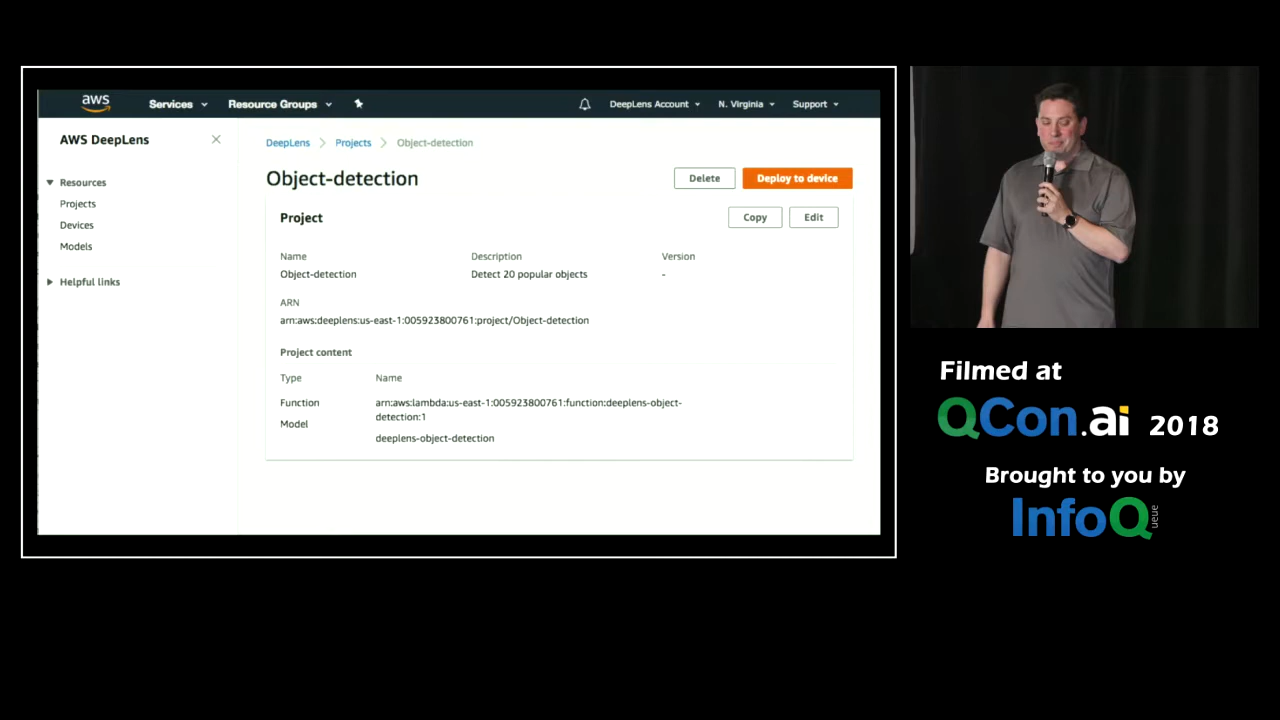 aws
Services
Resource Groups
DeepLens Account
N. Virginia
Support
AWS DeepLens
Resources
Projects
Devices
Models
Helpful links
DeepLens
Projects
Object-detection
Object-detection
Delete
Deploy to device
Project
Copy
Edit
Name
Description
Version
Object-detection
Detect 20 popular objects
-
ARN
arn:aws:deeplens:us-east-1:005923800761:project/Object-detection
Project content
Type
Name
Function
arn:aws:lambda:us-east-1:005923800761:function:deeplens-object-
detection:1
Model
deeplens-object-detection
Filmed at
QCon.ai 2018
Brought to you by
InfoQ
ueue